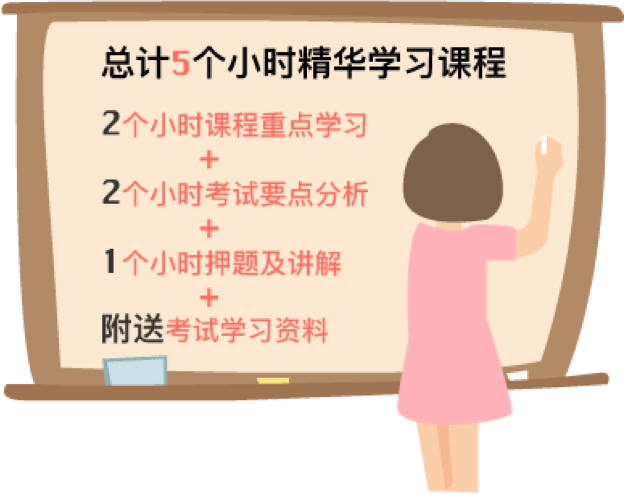 总计5个小时精华学习课程
2个小时课程重点学习
+
2个小时考试要点分析
+
1个小时押题及讲解
+
附送考试学习资料